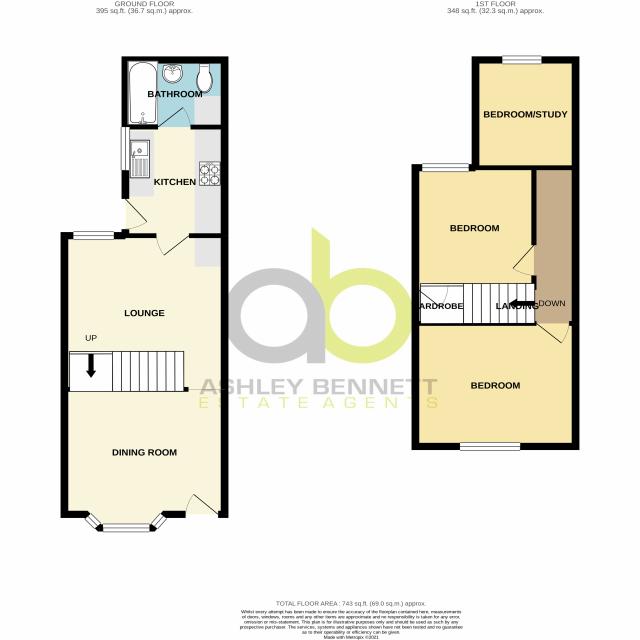 GROUND FLOOR
395 sq.ft. (36.7 sq.m.) approx.
1ST FLOOR
348 sq.ft. (32.3 sq.m.) approx.
BATHROOM
KITCHEN
LOUNGE
UP
DINING ROOM
BEDROOM/STUDY
BEDROOM
ARDROBE
LANDING
DOWN
BEDROOM
ab
ASHLEY BENNETT
ESTATE AGENTS
TOTAL FLOOR AREA : 743 sq.ft. (69.0 sq.m.) approx.
Whilst every attempt has been made to ensure the accuracy of the floorplan contained here, measurements
of doors, windows, rooms and any other items are approximate and no responsibility is taken for any error,
omission or mis-statement. This plan is for illustrative purposes only and should be used as such by any
prospective purchaser. The services, systems and appliances shown have not been tested and no guarantee
as to their operability or efficiency can be given.
Made with Metropix ©2021